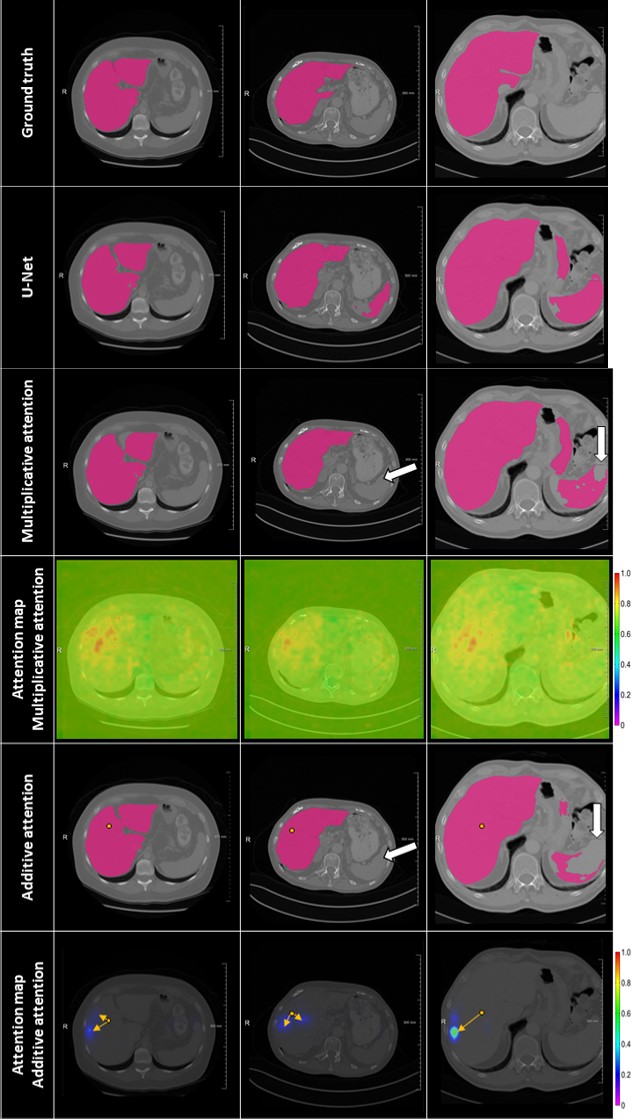 Ground truth
R
R
R
U-Net
R
R
R
Multiplicative attention
R
R
R
Attention map
Multiplicative attention
R
R
R
1.0
0.8
0.6
0.4
0.2
0
Additive attention
R
R
R
Attention map
Additive attention
R
R
R
1.0
0.8
0.6
0.4
0.2
0